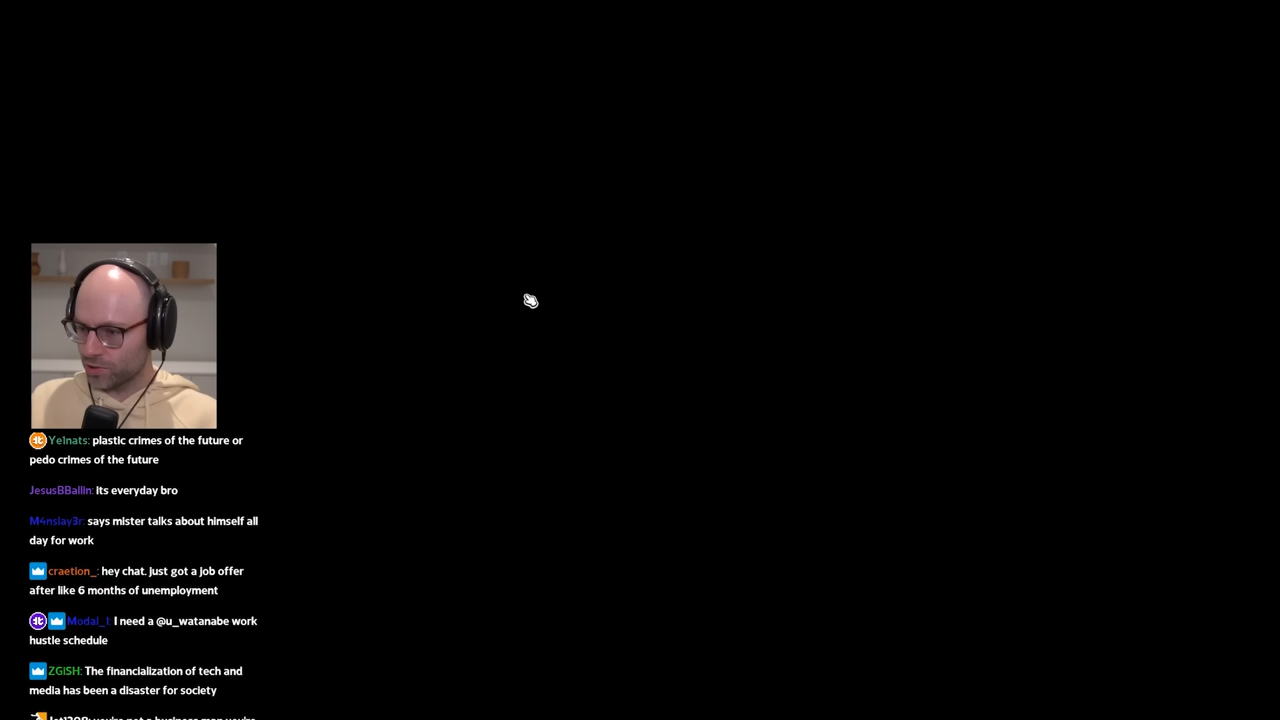 Ye1nats: plastic crimes of the future or
pedo crimes of the future
JesusBBallin: its everyday bro
M4nslay3r: says mister talks about himself all
day for work
craetion_: hey chat. just got a job offer
after like 6 months of unemployment
Modal_I: I need a @u_watanabe work
hustle schedule
ZGiSH: The financialization of tech and
media has been a disaster for society